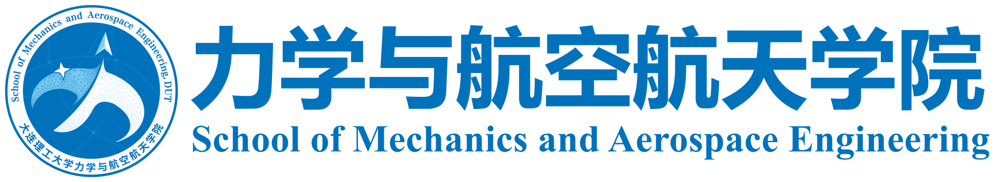 School of Mechanics and Aerospace Engineering, DUT
大连理工大学力学与航空航天学院
力学与航空航天学院
School of Mechanics and Aerospace Engineering